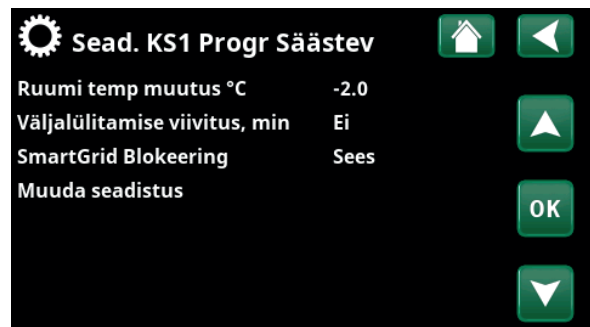 Sead. KS1 Progr Säästev
Ruumi temp muutus °C -2.0
Väljalülitamise viivitus, min Ei
SmartGrid Blokeering Sees
Muuda seadistus
OK